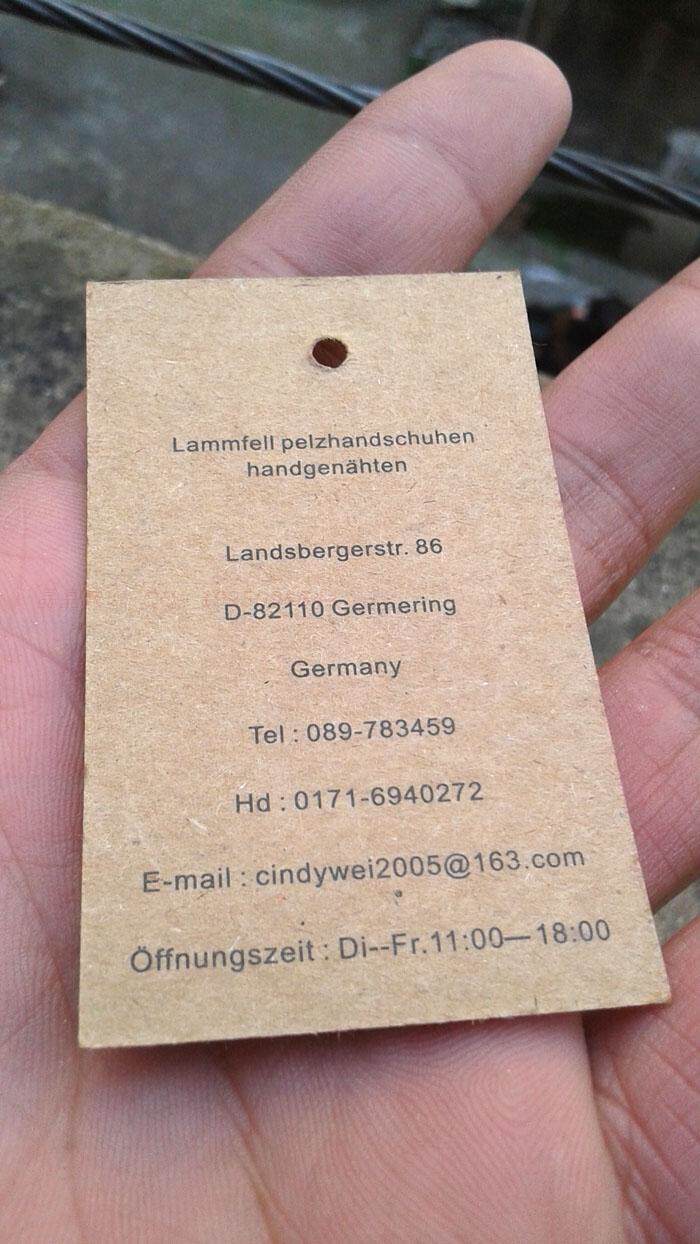 Lammfell pelzhandschuhen
handgenähten
Landsbergerstr. 86
D-82110 Germering
Germany
Tel : 089-783459
Hd : 0171-6940272
E-mail : cindywei2005@163.com
Öffnungszeit : Di--Fr.11:00—18:00